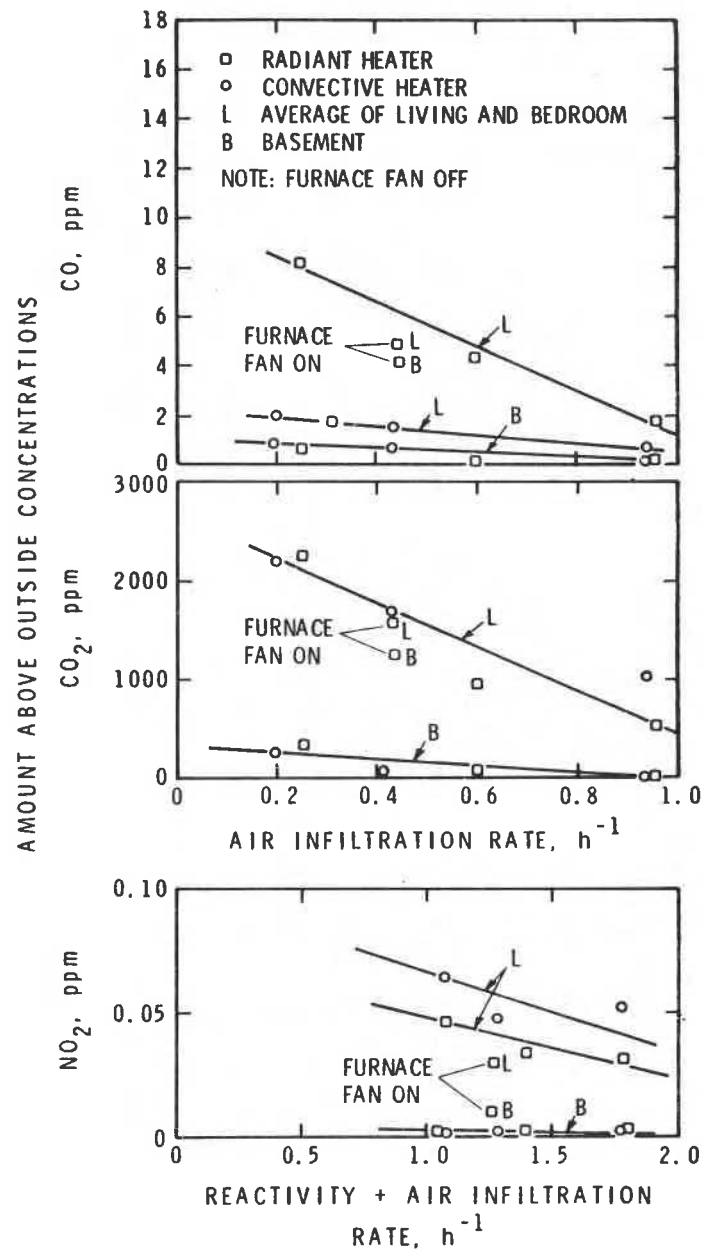 AMOUNT ABOVE OUTSIDE CONCENTRATIONS
CO, ppm
18
16
14
12
10
8
6
4
2
0
RADIANT HEATER
CONVECTIVE HEATER
L AVERAGE OF LIVING AND BEDROOM
B BASEMENT
NOTE: FURNACE FAN OFF
L
FURNACE
FAN ON
L
B
L
B
CO2, ppm
3000
2000
1000
0
FURNACE
FAN ON
L
B
L
B
0 0.2 0.4 0.6 0.8 1.0
AIR INFILTRATION RATE, h-1
NO2, ppm
0.10
0.05
0
L
FURNACE
FAN ON
L
B
B
0 0.5 1.0 1.5 2.0
REACTIVITY + AIR INFILTRATION
RATE, h-1